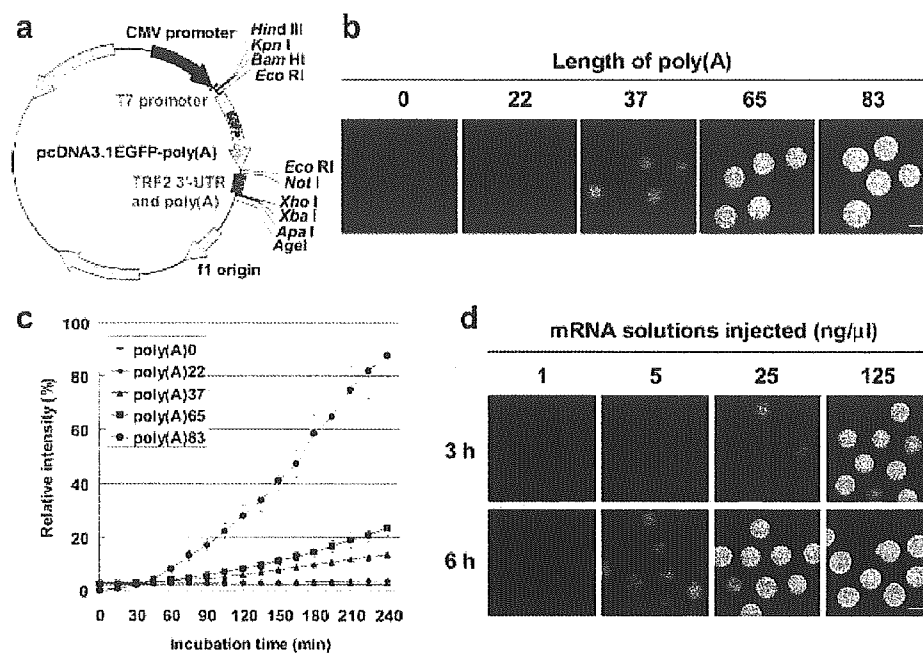 a
CMV promoter
Hind III
Kpn I
Bam HI
Eco RI
T7 promoter
pcDNA3.1EGFP-poly(A)
TRF2 3'-UTR
and poly(A)
Eco RI
Not I
Xho I
Xba I
Apa I
AgeI
f1 origin
b
Length of poly(A)
0 22 37 65 83
c
Relative intensity (%)
100
80
60
40
20
0
poly(A)0
poly(A)22
poly(A)37
poly(A)65
poly(A)83
0 30 60 90 120 150 180 210 240
Incubation time (min)
d
mRNA solutions injected (ng/μl)
1 5 25 125
3 h
6 h